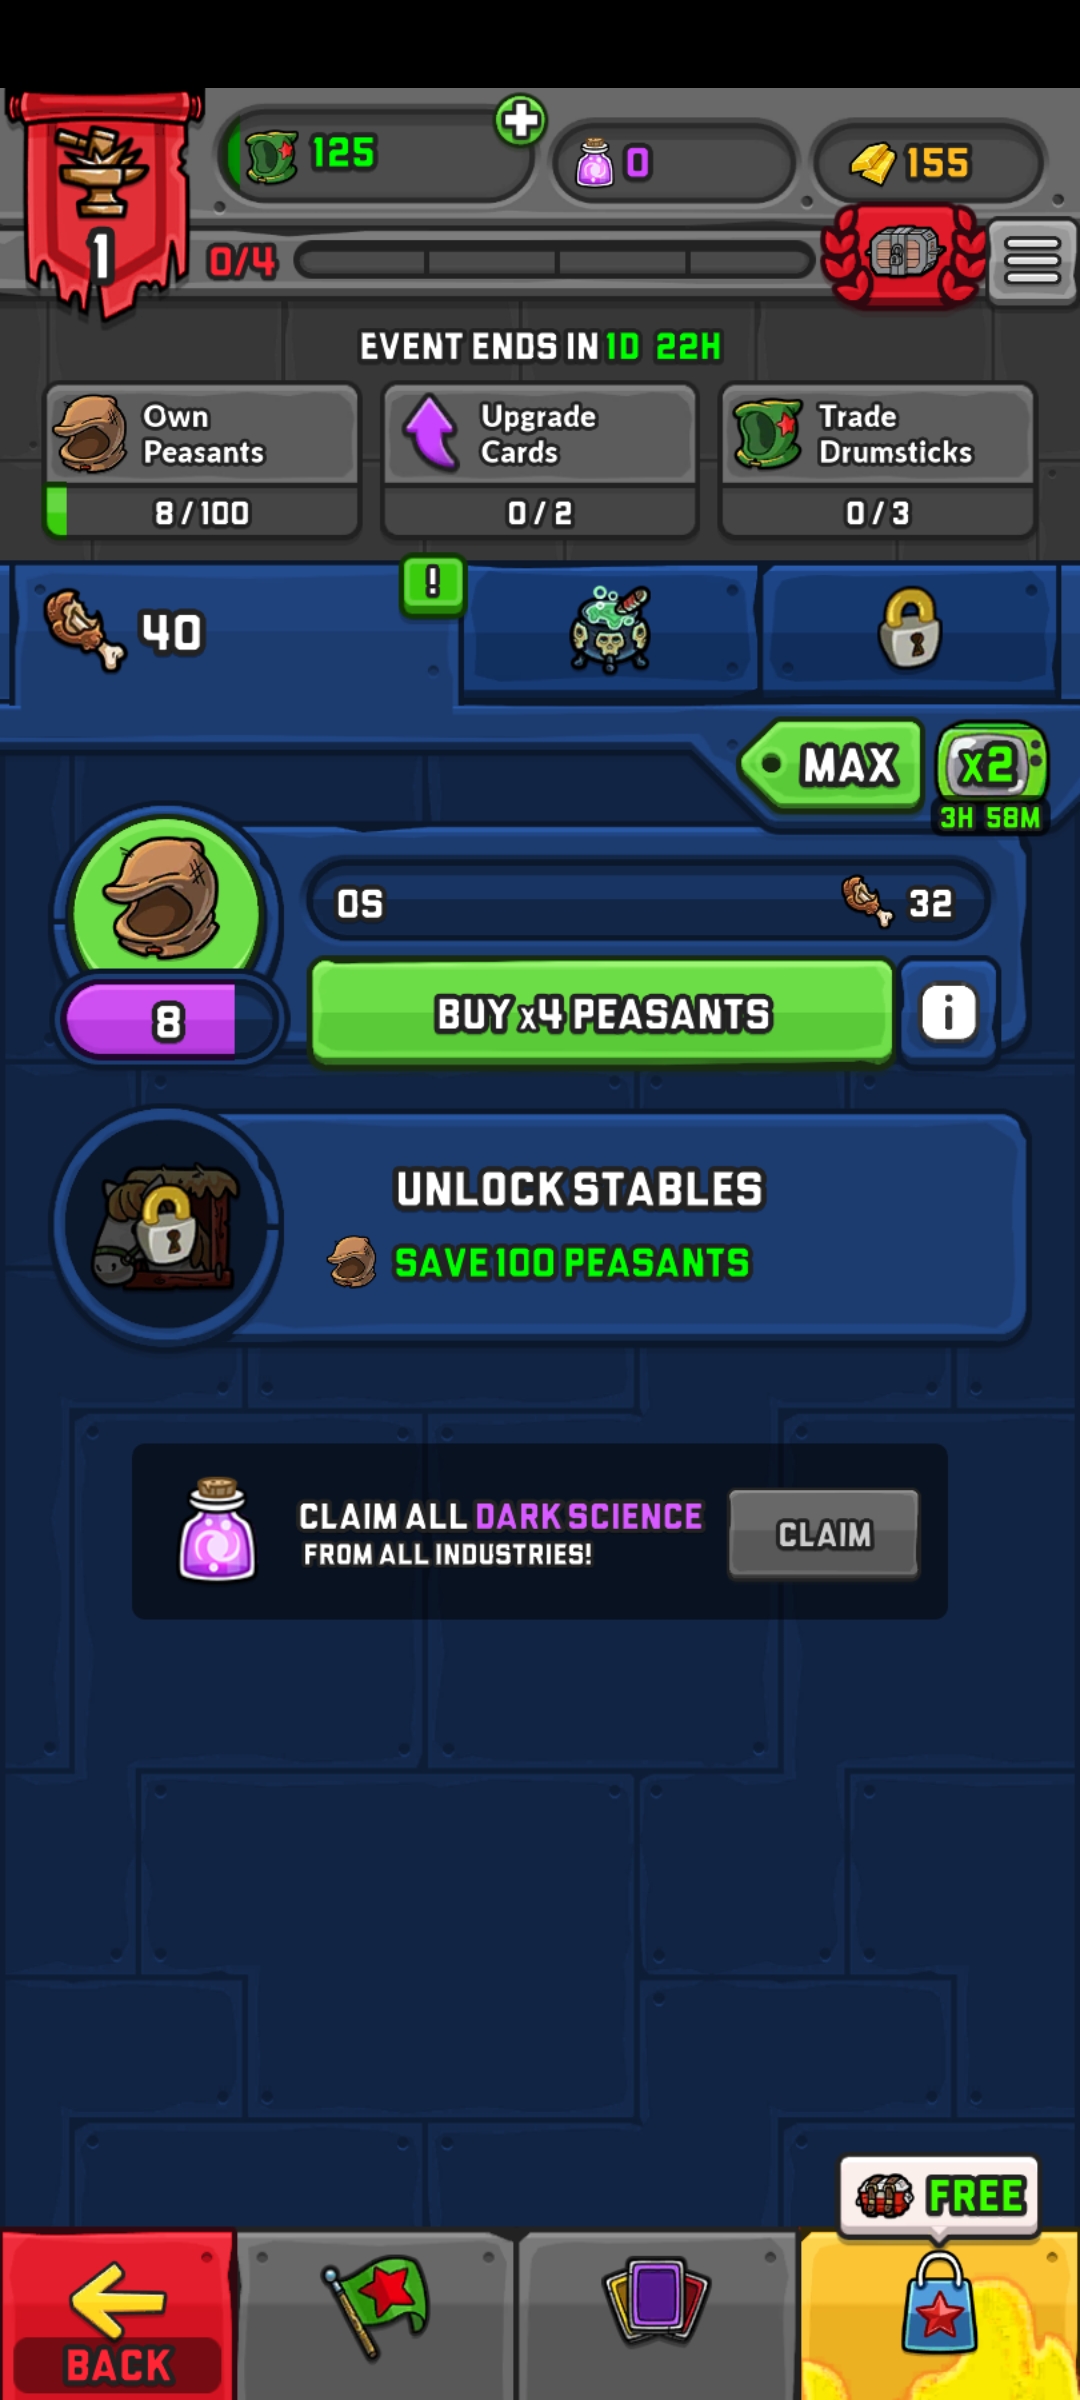 125
0
155
1
0/4
EVENT ENDS IN 1D 22H
Own Peasants
8/100
Upgrade Cards
0/2
Trade Drumsticks
0/3
40
!
MAX
x2
3H 58M
0S
32
8
BUY x4 PEASANTS
i
UNLOCK STABLES
SAVE 100 PEASANTS
CLAIM ALL DARK SCIENCE
FROM ALL INDUSTRIES!
CLAIM
FREE
BACK